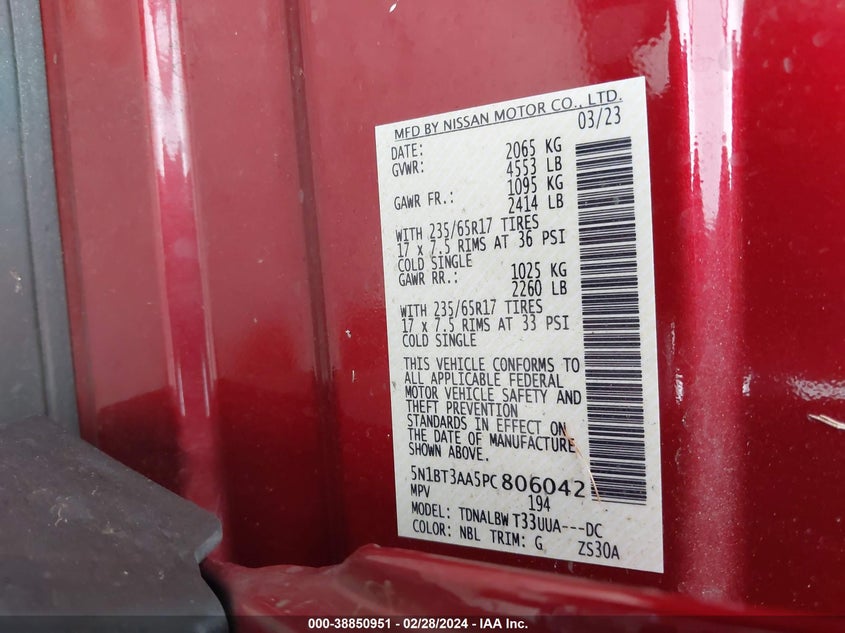 MFD BY NISSAN MOTOR CO., LTD.
DATE: 03/23
GVWR: 2065 KG
4553 LB
GAWR FR.: 1095 KG
2414 LB
WITH 235/65R17 TIRES
17 x 7.5 RIMS AT 36 PSI
COLD SINGLE
GAWR RR.: 1025 KG
2260 LB
WITH 235/65R17 TIRES
17 x 7.5 RIMS AT 33 PSI
COLD SINGLE
THIS VEHICLE CONFORMS TO
ALL APPLICABLE FEDERAL
MOTOR VEHICLE SAFETY AND
THEFT PREVENTION
STANDARDS IN EFFECT ON
THE DATE OF MANUFACTURE
SHOWN ABOVE.
5N1BT3AA5PC806042
MPV 194
MODEL: TDNALBW T33UUA---DC
COLOR: NBL TRIM: G ZS30A
000-38850951 - 02/28/2024 - IAA Inc.